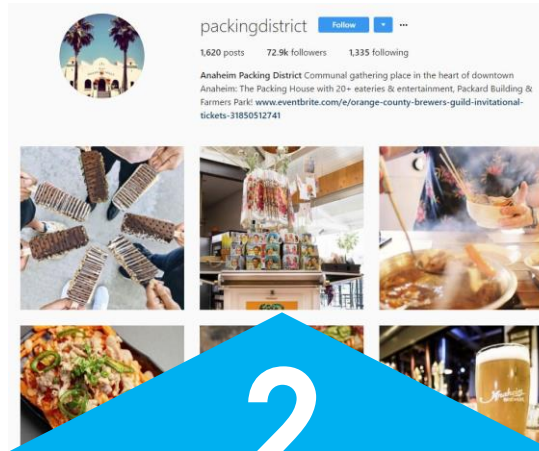 packingdistrict Follow
1,620 posts 72.9k followers 1,335 following
Anaheim Packing District Communal gathering place in the heart of downtown
Anaheim: The Packing House with 20+ eateries & entertainment, Packard Building &
Farmers Park! www.eventbrite.com/e/orange-county-brewers-guild-invitational-
tickets-31850512741
Anaheim
2